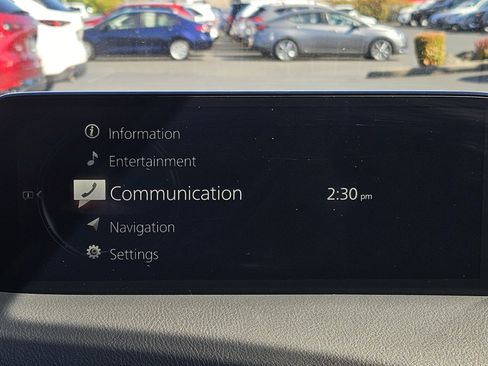 Information
Entertainment
Communication 2:30 pm
Navigation
Settings